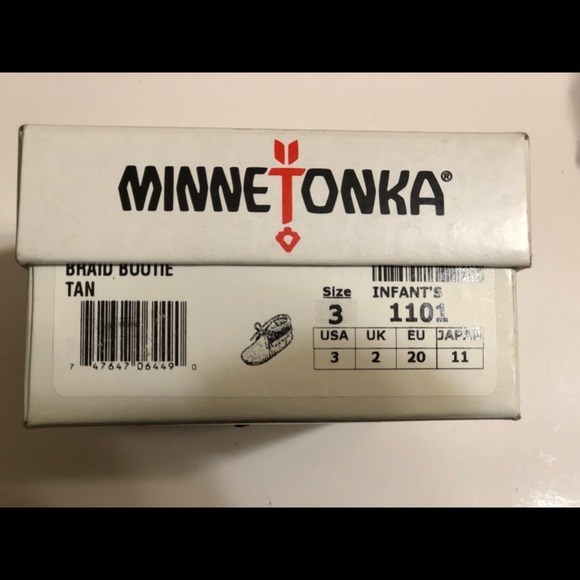 MINNETONKA®
BRAID BOOTIE
TAN
7 47647 06449 0
Size INFANT'S
3 1101
USA UK EU JAPAN
3 2 20 11